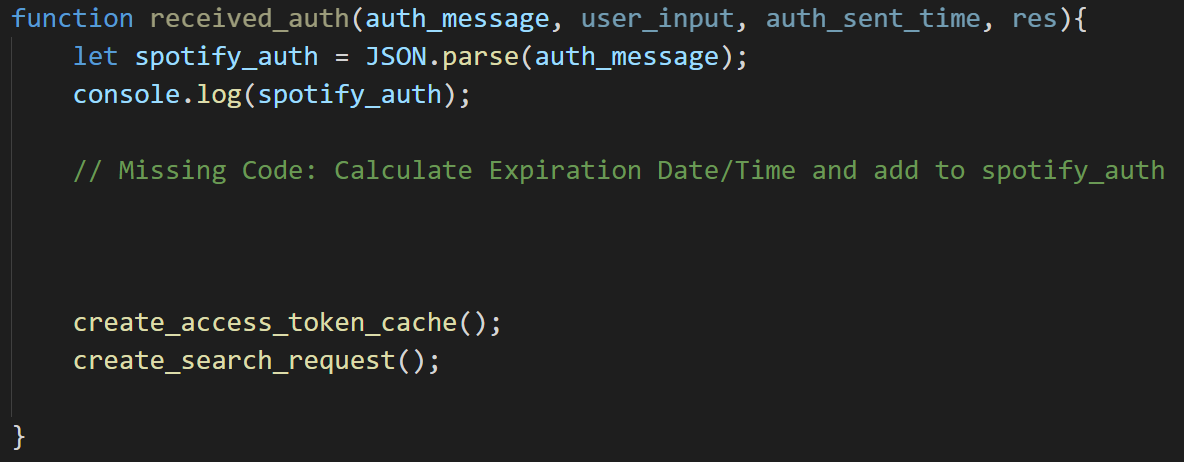 function received_auth(auth_message, user_input, auth_sent_time, res){
    let spotify_auth = JSON.parse(auth_message);
    console.log(spotify_auth);
    // Missing Code: Calculate Expiration Date/Time and add to spotify_auth
    create_access_token_cache();
    create_search_request();
}